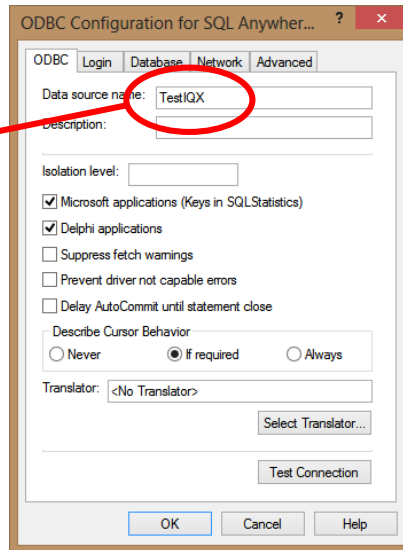 ODBC Configuration for SQL Anywher... ? ×
ODBC Login Database Network Advanced
Data source name: TestIQX
Description:
Isolation level:
Microsoft applications (Keys in SQLStatistics)
Delphi applications
Suppress fetch warnings
Prevent driver not capable errors
Delay AutoCommit until statement close
Describe Cursor Behavior
Never If required Always
Translator: <No Translator>
Select Translator...
Test Connection
OK Cancel Help